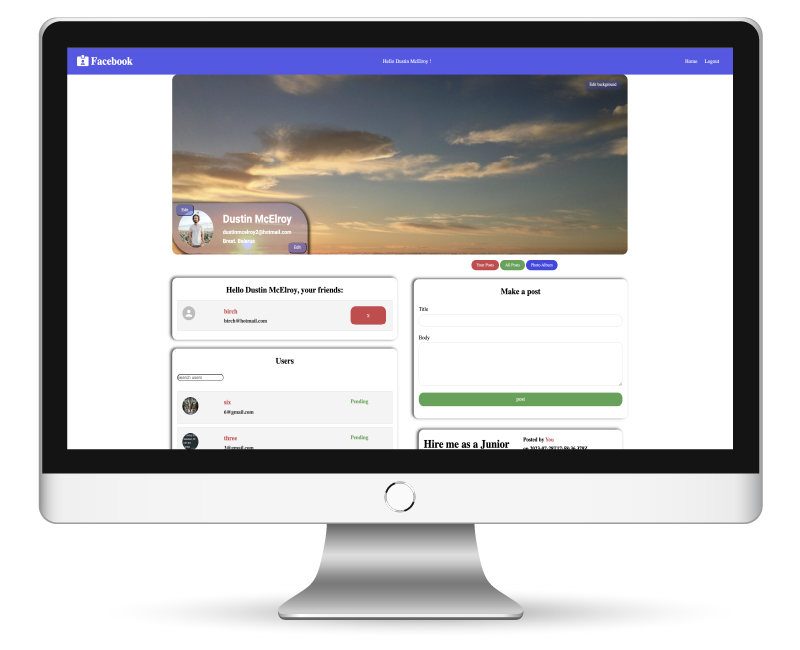 Facebook
Hello Dustin McElroy !
Home Logout
Edit background
Edit
Dustin McElroy
dustinmcelroy2@hotmail.com
Brest, Belarus
Edit
Your Posts All Posts Photo Album
Hello Dustin McElroy, your friends:
birch
birch@hotmail.com
X
Users
search users
six
6@gmail.com
Pending
three
3@gmail.com
Pending
Make a post
Title
Body
post
Hire me as a Junior
Posted by You